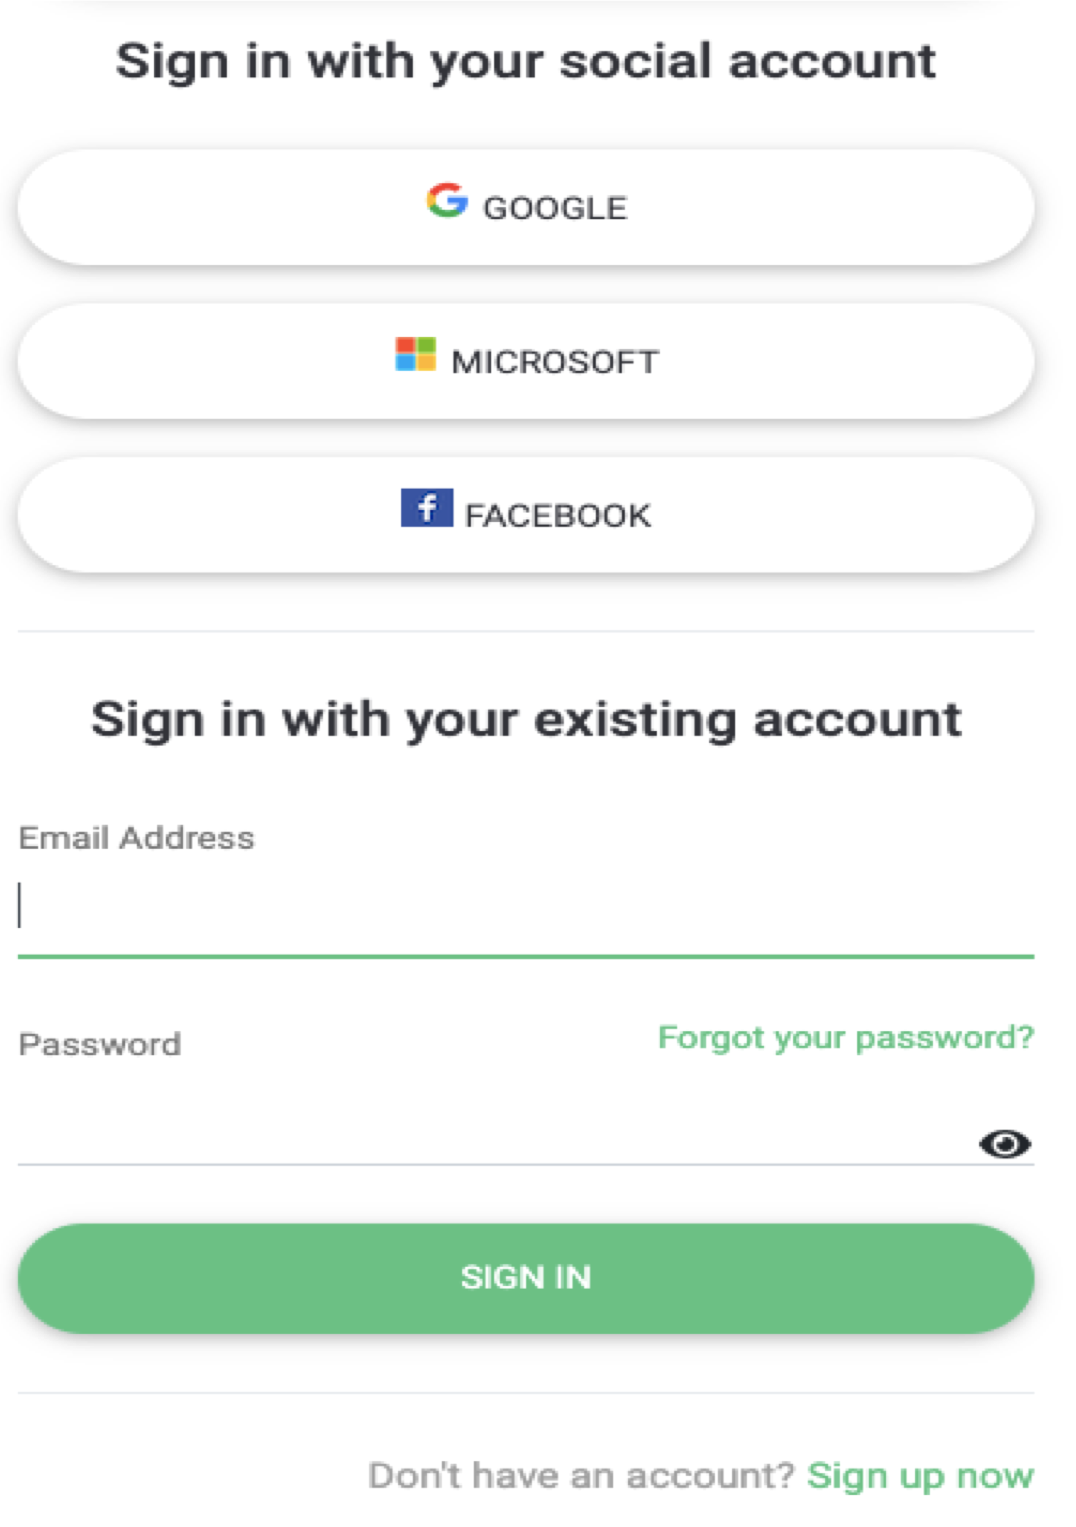 Sign in with your social account
GOOGLE
MICROSOFT
f FACEBOOK
Sign in with your existing account
Email Address
Password
Forgot your password?
SIGN IN
Don't have an account? Sign up now